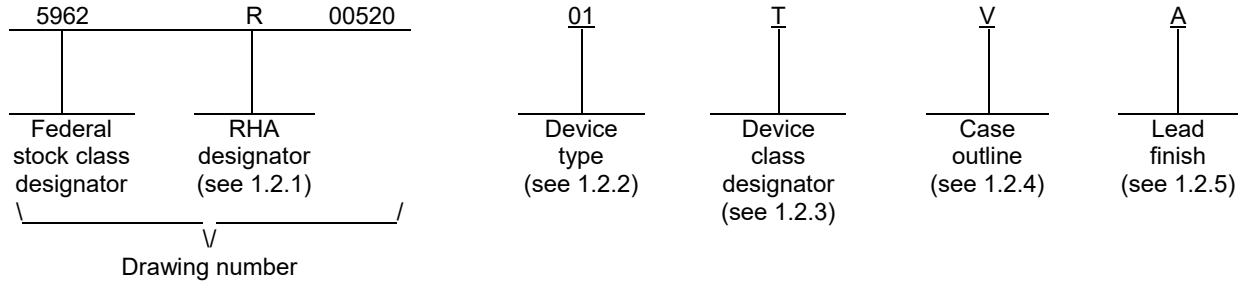 5962 R 00520 01 T V A
Federal stock class designator
RHA designator (see 1.2.1)
Device type (see 1.2.2)
Device class designator (see 1.2.3)
Case outline (see 1.2.4)
Lead finish (see 1.2.5)
\ /
\/
Drawing number